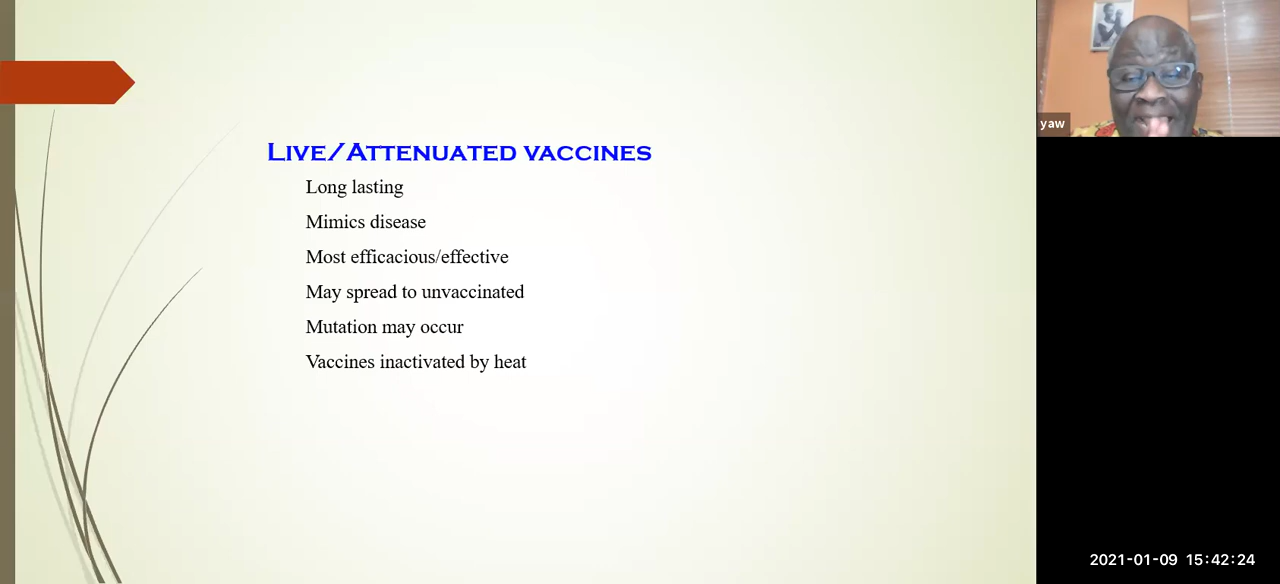 LIVE/ATTENUATED VACCINES
Long lasting
Mimics disease
Most efficacious/effective
May spread to unvaccinated
Mutation may occur
Vaccines inactivated by heat
yaw
2021-01-09 15:42:24